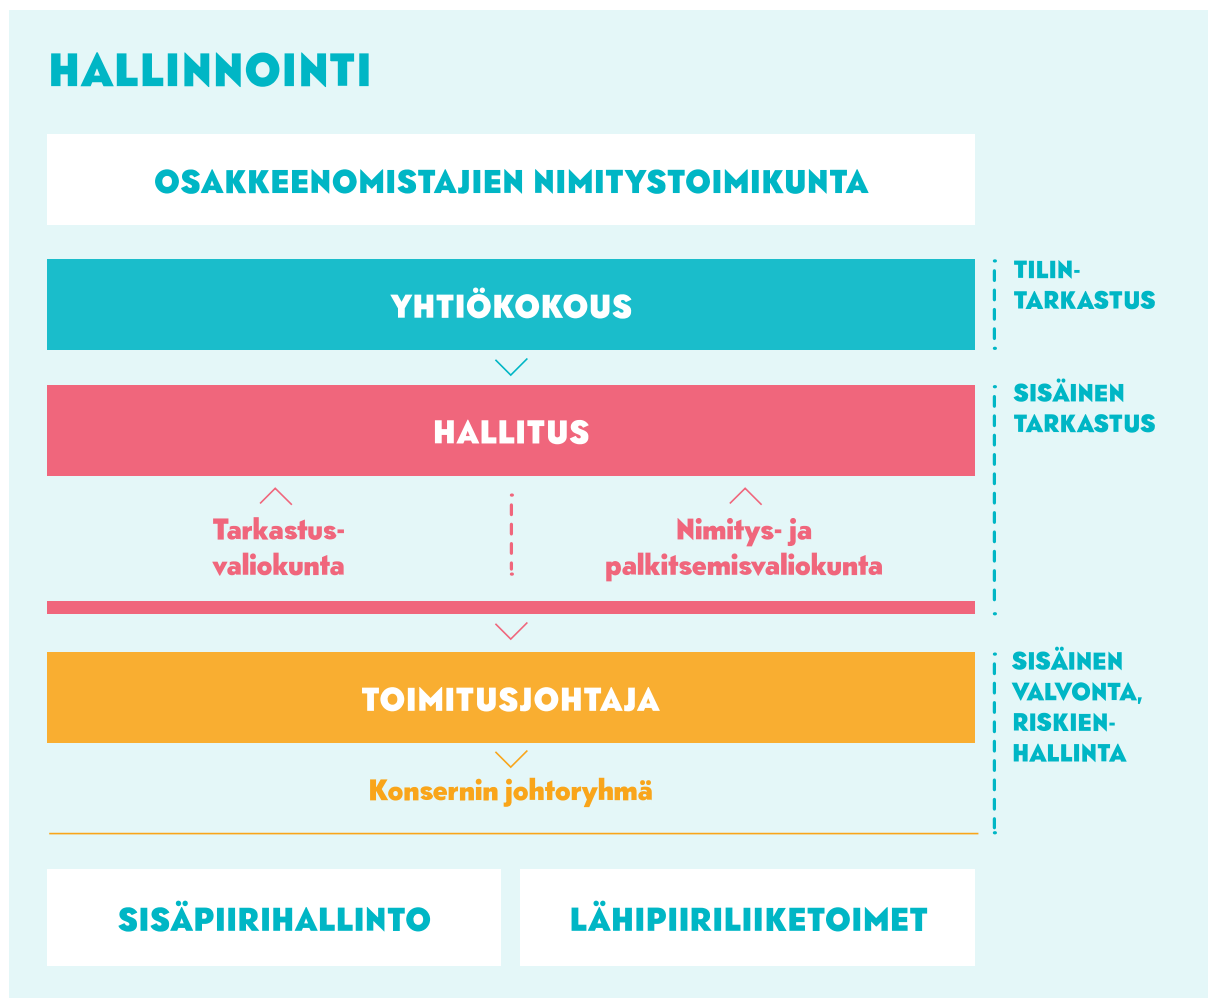 HALLINNOINTI
OSAKKEENOMISTAJIEN NIMITYSTOIMIKUNTA
YHTIÖKOKOUS
TILIN-
TARKASTUS
HALLITUS
SISÄINEN
TARKASTUS
Tarkastus-
valiokunta
Nimitys- ja
palkitsemisvaliokunta
TOIMITUSJOHTAJA
SISÄINEN
VALVONTA,
RISKIEN-
HALLINTA
Konsernin johtoryhmä
SISÄPIIRIHALLINTO
LÄHIPIIRILIIKETOIMET